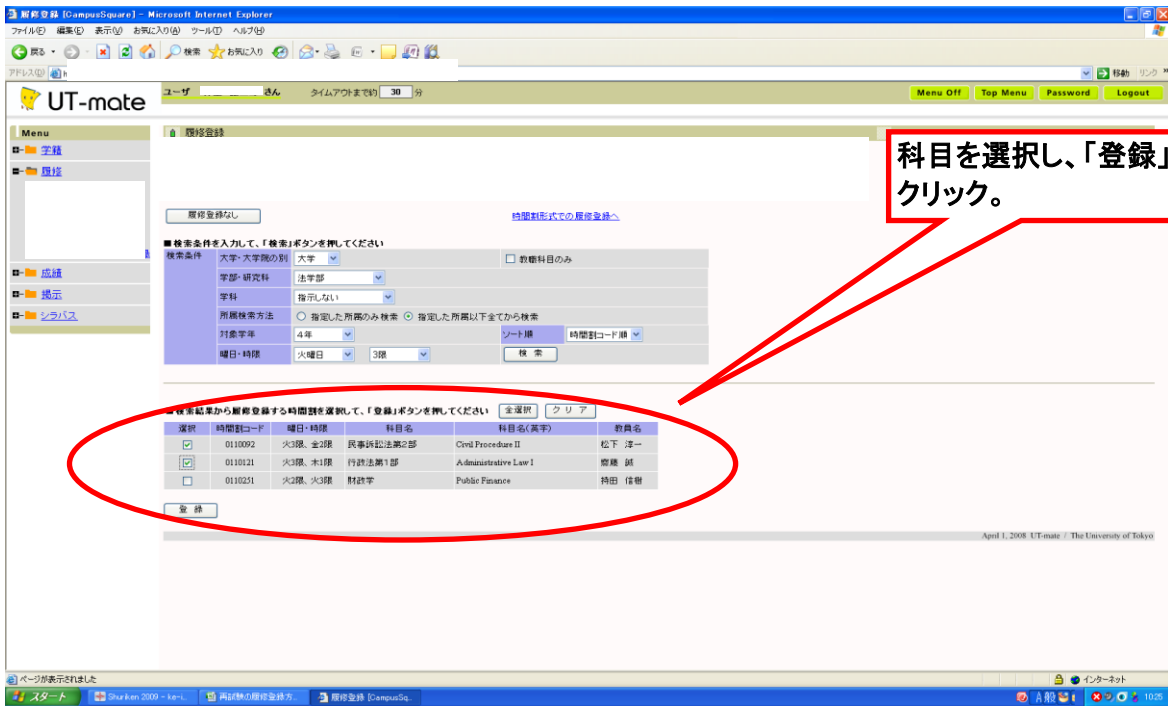 履修登録 [CampusSquare] - Microsoft Internet Explorer
ファイル(F) 編集(E) 表示(V) お気に入り(A) ツール(T) ヘルプ(H)
戻る 検索 お気に入り
アドレス(D) h 移動 リンク »
UT-mate
ユーザ さん タイムアウトまで約 30 分
Menu Off Top Menu Password Logout
Menu
学籍
履修
成績
掲示
シラバス
履修登録
科目を選択し、「登録」
クリック。
履修登録なし 時間割形式での履修登録へ
■検索条件を入力して、「検索」ボタンを押してください
検索条件 大学・大学院の別 大学 教職科目のみ
学部・研究科 法学部
学科 指示しない
所属検索方法 指定した所属のみ検索 指定した所属以下全てから検索
対象学年 4年 ソート順 時間割コード順
曜日・時限 火曜日 3限 検 索
■検索結果から履修登録する時間割を選択して、「登録」ボタンを押してください 全選択 クリア
選択 時間割コード 曜日・時限 科目名 科目名(英字) 教員名
0110092 火3限、金2限 民事訴訟法第2部 Civil Procedure II 松下 淳一
0110121 火3限、木1限 行政法第1部 Administrative Law I 齋藤 誠
0110251 火2限、火3限 財政学 Public Finance 持田 信樹
登 録
April 1, 2008 UT-mate / The University of Tokyo
ページが表示されました インターネット
スタート Shuriken 2009 - ke-i... 再試験の履修登録方... 履修登録 [CampusSq... A 般 10:25